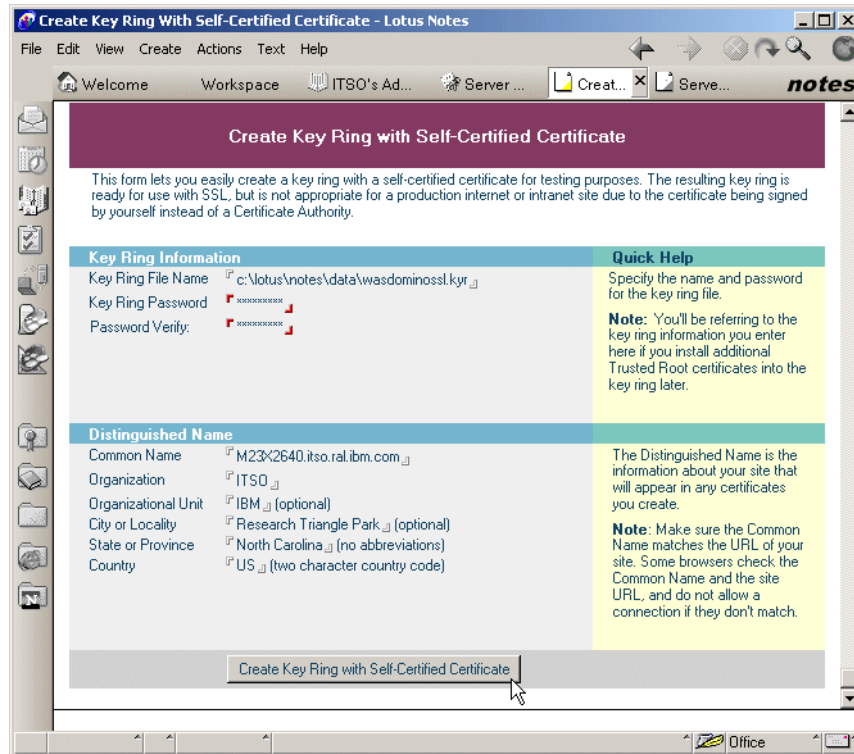 Create Key Ring With Self-Certified Certificate - Lotus Notes
File Edit View Create Actions Text Help
Welcome Workspace ITSO's Ad... Server ... Creat... Serve... notes
Create Key Ring with Self-Certified Certificate
This form lets you easily create a key ring with a self-certified certificate for testing purposes. The resulting key ring is
ready for use with SSL, but is not appropriate for a production internet or intranet site due to the certificate being signed
by yourself instead of a Certificate Authority.
Key Ring Information
Key Ring File Name c:\lotus\notes\data\wasdominossl.kyr
Key Ring Password xxxxxxxxx
Password Verify: xxxxxxxxx
Quick Help
Specify the name and password
for the key ring file.
Note: You'll be referring to the
key ring information you enter
here if you install additional
Trusted Root certificates into the
key ring later.
Distinguished Name
Common Name M23X2640.itso.ral.ibm.com
Organization ITSO
Organizational Unit IBM (optional)
City or Locality Research Triangle Park (optional)
State or Province North Carolina (no abbreviations)
Country US (two character country code)
The Distinguished Name is the
information about your site that
will appear in any certificates
you create.
Note: Make sure the Common
Name matches the URL of your
site. Some browsers check the
Common Name and the site
URL, and do not allow a
connection if they don't match.
Create Key Ring with Self-Certified Certificate
Office